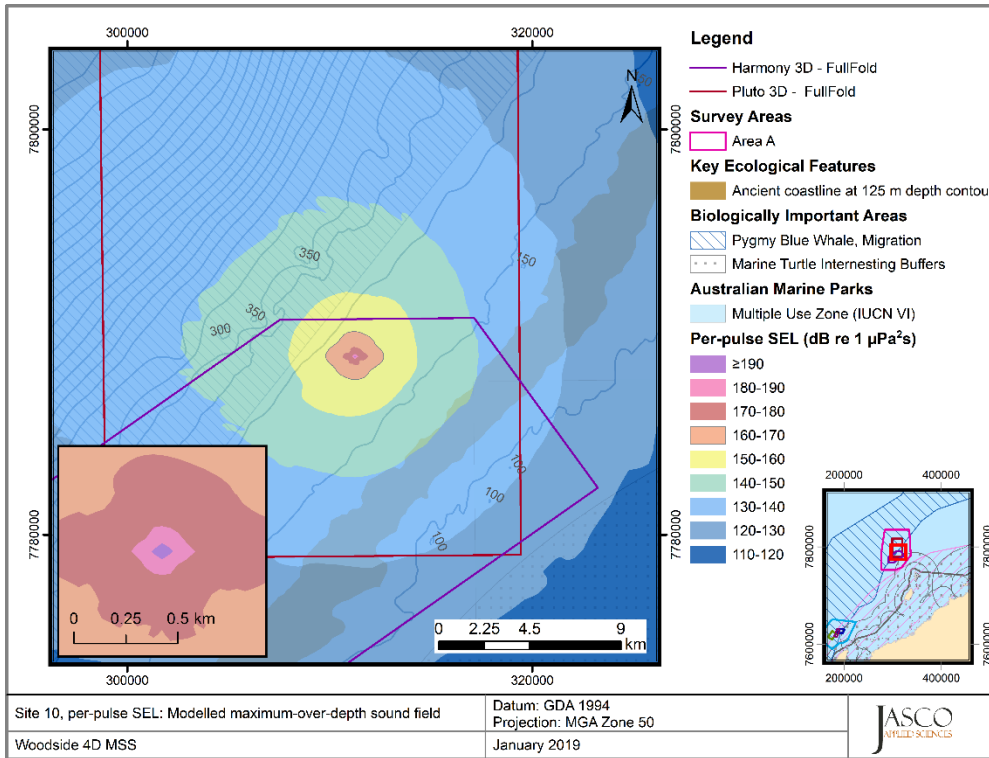 300000
320000
N
7800000
7800000
350
150
350
300
100
100
100
7780000
7780000
0 0.25 0.5 km
0 2.25 4.5 9
km
300000
320000
Legend
Harmony 3D - FullFold
Pluto 3D - FullFold
Survey Areas
Area A
Key Ecological Features
Ancient coastline at 125 m depth contour
Biologically Important Areas
Pygmy Blue Whale, Migration
Marine Turtle Internesting Buffers
Australian Marine Parks
Multiple Use Zone (IUCN VI)
Per-pulse SEL (dB re 1 µPa²s)
≥190
180-190
170-180
160-170
150-160
140-150
130-140
120-130
110-120
200000 400000
7800000
7800000
7600000
7600000
200000 400000
Site 10, per-pulse SEL: Modelled maximum-over-depth sound field
Datum: GDA 1994
Projection: MGA Zone 50
Woodside 4D MSS
January 2019
JASCO
APPLIED SCIENCES